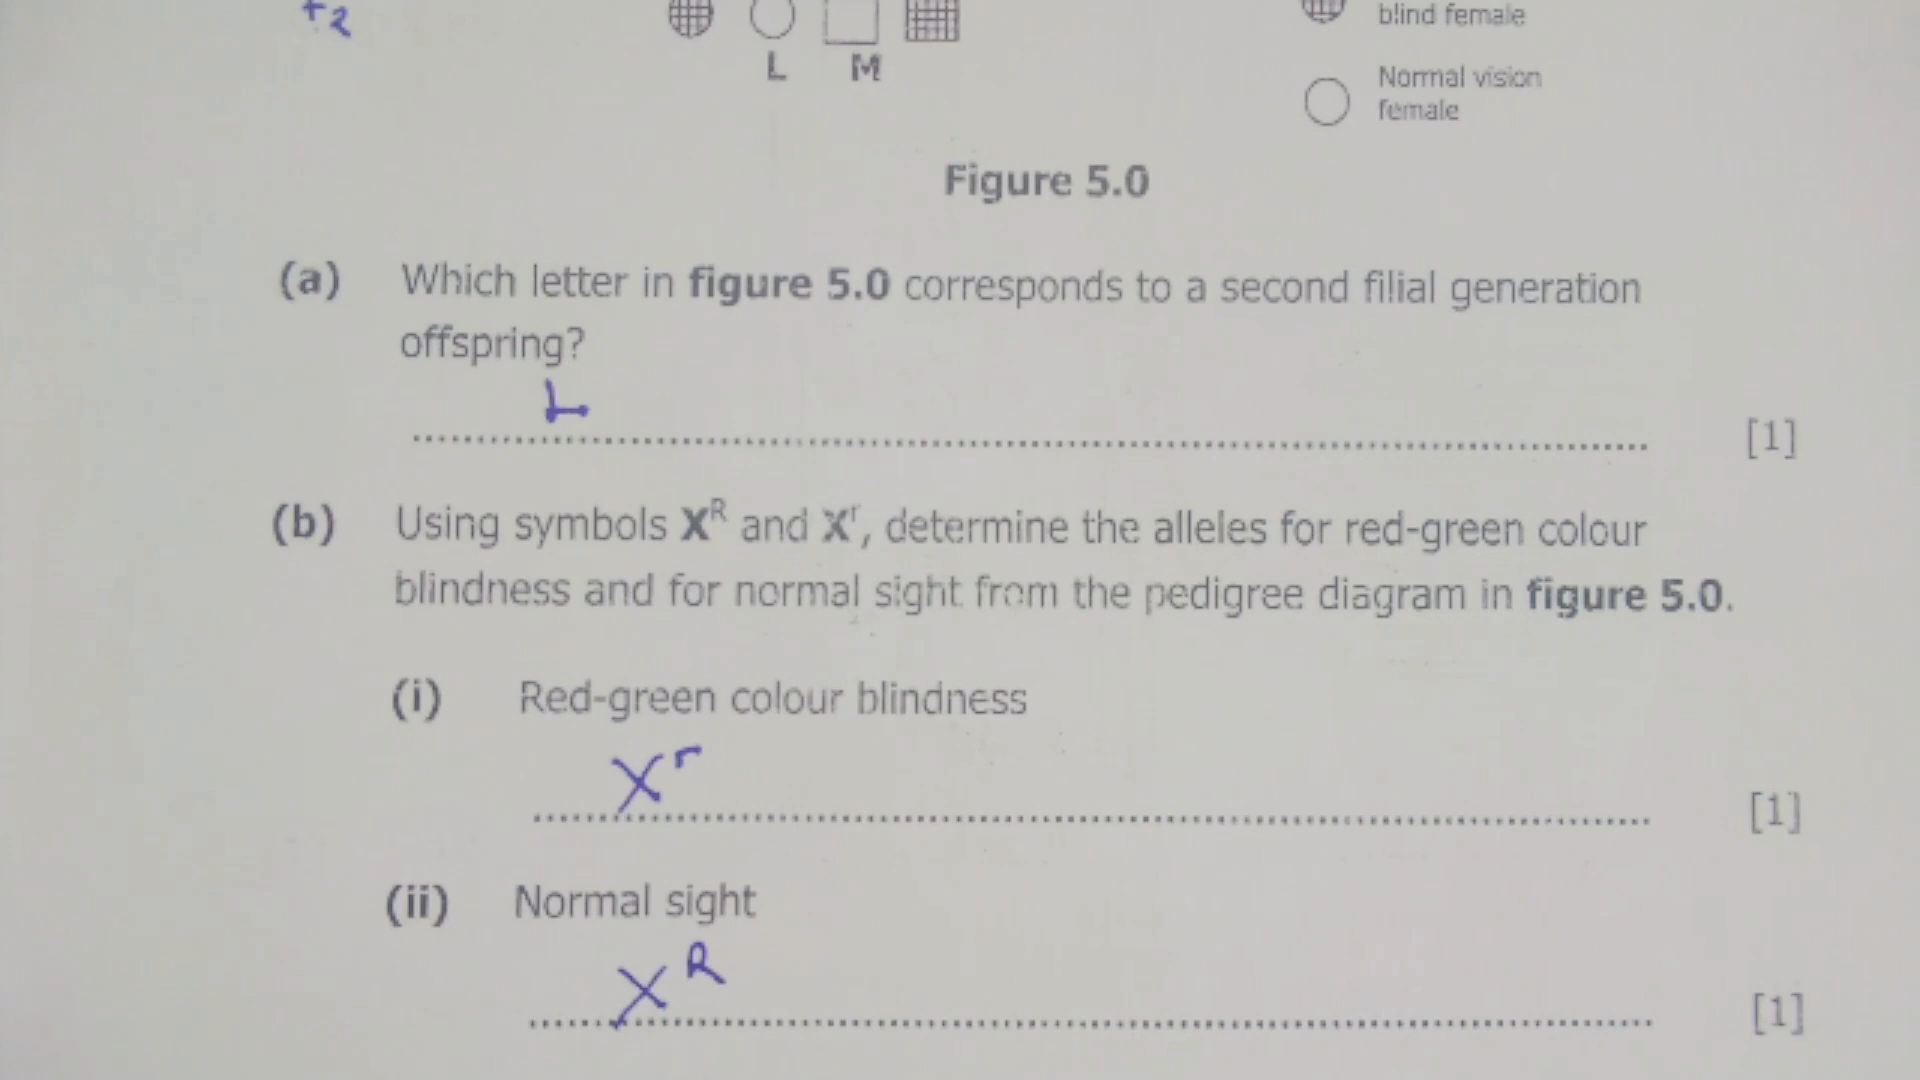 F2
blind female
L M
Normal vision
female
Figure 5.0
(a) Which letter in figure 5.0 corresponds to a second filial generation
offspring?
L
[1]
(b) Using symbols X^R and X^r, determine the alleles for red-green colour
blindness and for normal sight from the pedigree diagram in figure 5.0.
(i) Red-green colour blindness
X^r
[1]
(ii) Normal sight
X^R
[1]